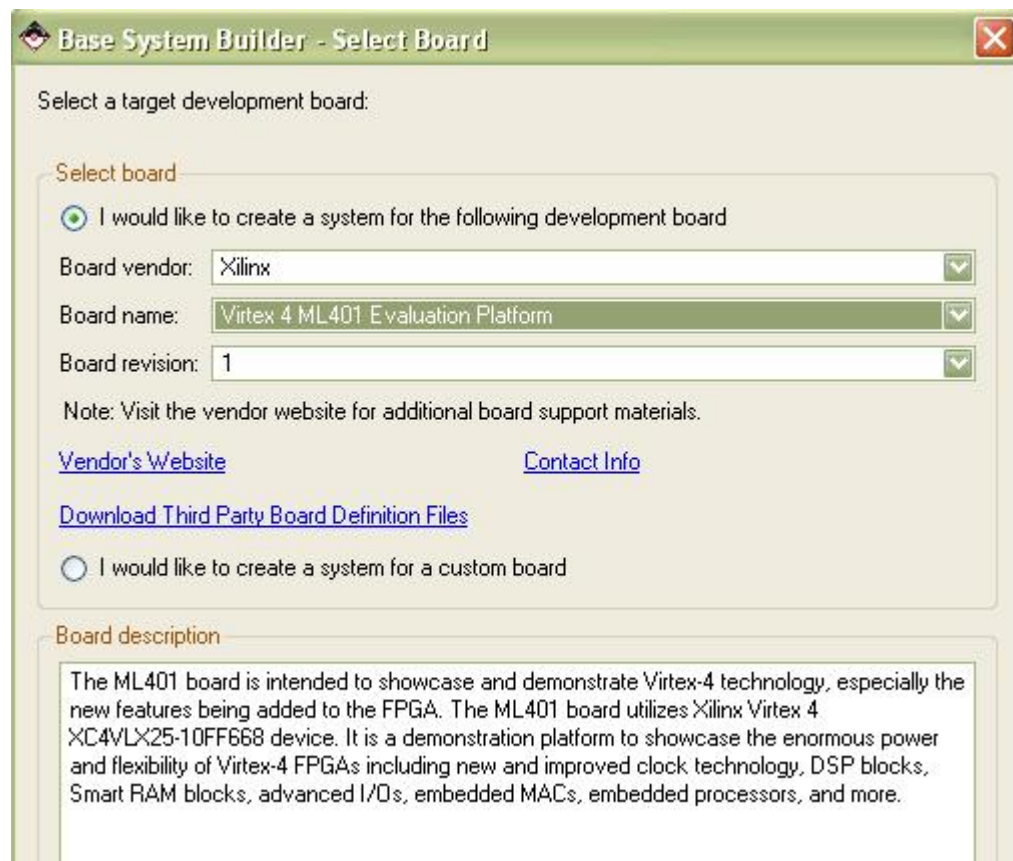 Base System Builder - Select Board
Select a target development board:
Select board
I would like to create a system for the following development board
Board vendor: Xilinx
Board name: Virtex 4 ML401 Evaluation Platform
Board revision: 1
Note: Visit the vendor website for additional board support materials.
Vendor's Website Contact Info
Download Third Party Board Definition Files
I would like to create a system for a custom board
Board description
The ML401 board is intended to showcase and demonstrate Virtex-4 technology, especially the
new features being added to the FPGA. The ML401 board utilizes Xilinx Virtex 4
XC4VLX25-10FF668 device. It is a demonstration platform to showcase the enormous power
and flexibility of Virtex-4 FPGAs including new and improved clock technology, DSP blocks,
Smart RAM blocks, advanced I/Os, embedded MACs, embedded processors, and more.